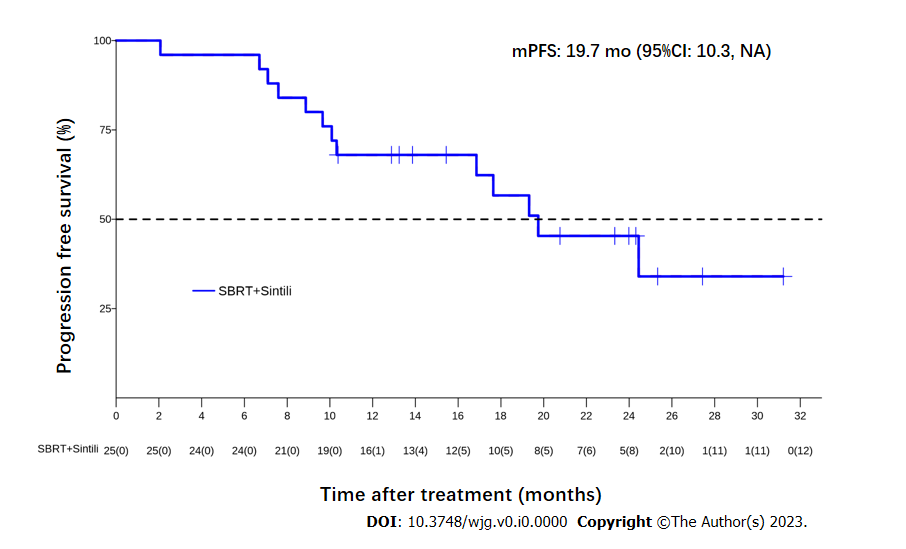 mPFS: 19.7 mo (95%CI: 10.3, NA)
100
75
50
25
Progression free survival (%)
SBRT+Sintili
0 2 4 6 8 10 12 14 16 18 20 22 24 26 28 30 32
SBRT+Sintili 25(0) 25(0) 24(0) 24(0) 21(0) 19(0) 16(1) 13(4) 12(5) 10(5) 8(5) 7(6) 5(8) 2(10) 1(11) 1(11) 0(12)
Time after treatment (months)
DOI: 10.3748/wjg.v0.i0.0000 Copyright ©The Author(s) 2023.